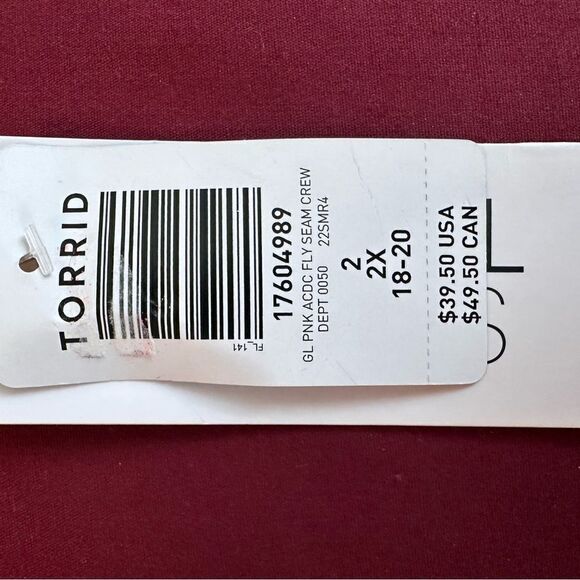 TORRID
FL_141
17604989
GL PNK ACDC FLY SEAM CREW
DEPT 0050 22SMR4
2
2X
18-20
$39.50 USA
$49.50 CAN